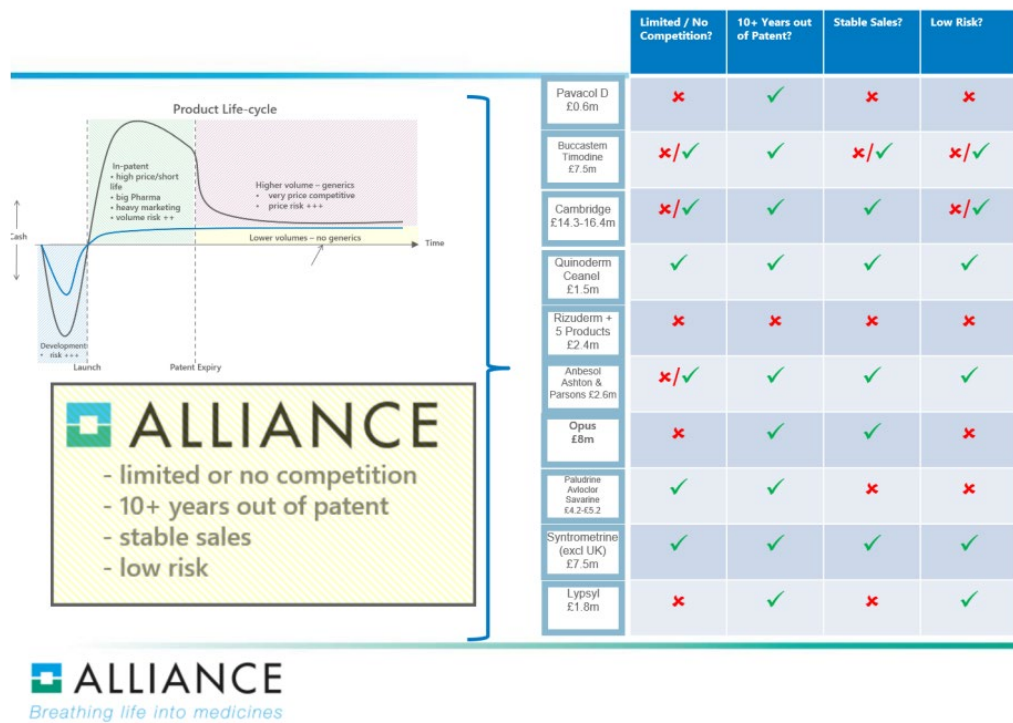 Limited / No
Competition?
10+ Years out
of Patent?
Stable Sales?
Low Risk?
Product Life-cycle
In-patent
• high price/short
life
• big Pharma
• heavy marketing
• volume risk ++
Higher volume – generics
• very price competitive
• price risk +++
Cash
Lower volumes – no generics
Time
Development
• risk +++
Launch
Patent Expiry
ALLIANCE
- limited or no competition
- 10+ years out of patent
- stable sales
- low risk
Pavacol D
£0.6m
✘
✓
✘
✘
Buccastem
Timodine
£7.5m
✘/✓
✓
✘/✓
✘/✓
Cambridge
£14.3-16.4m
✘/✓
✓
✓
✘/✓
Quinoderm
Ceanel
£1.5m
✓
✓
✓
✓
Rizuderm +
5 Products
£2.4m
✘
✘
✘
✘
Anbesol
Ashton &
Parsons £2.6m
✘/✓
✓
✓
✓
Opus
£8m
✘
✓
✓
✘
Paludrine
Avloclor
Savarine
£4.2-£5.2
✓
✓
✘
✘
Syntrometrine
(excl UK)
£7.5m
✓
✓
✓
✓
Lypsyl
£1.8m
✘
✓
✘
✓
ALLIANCE
Breathing life into medicines